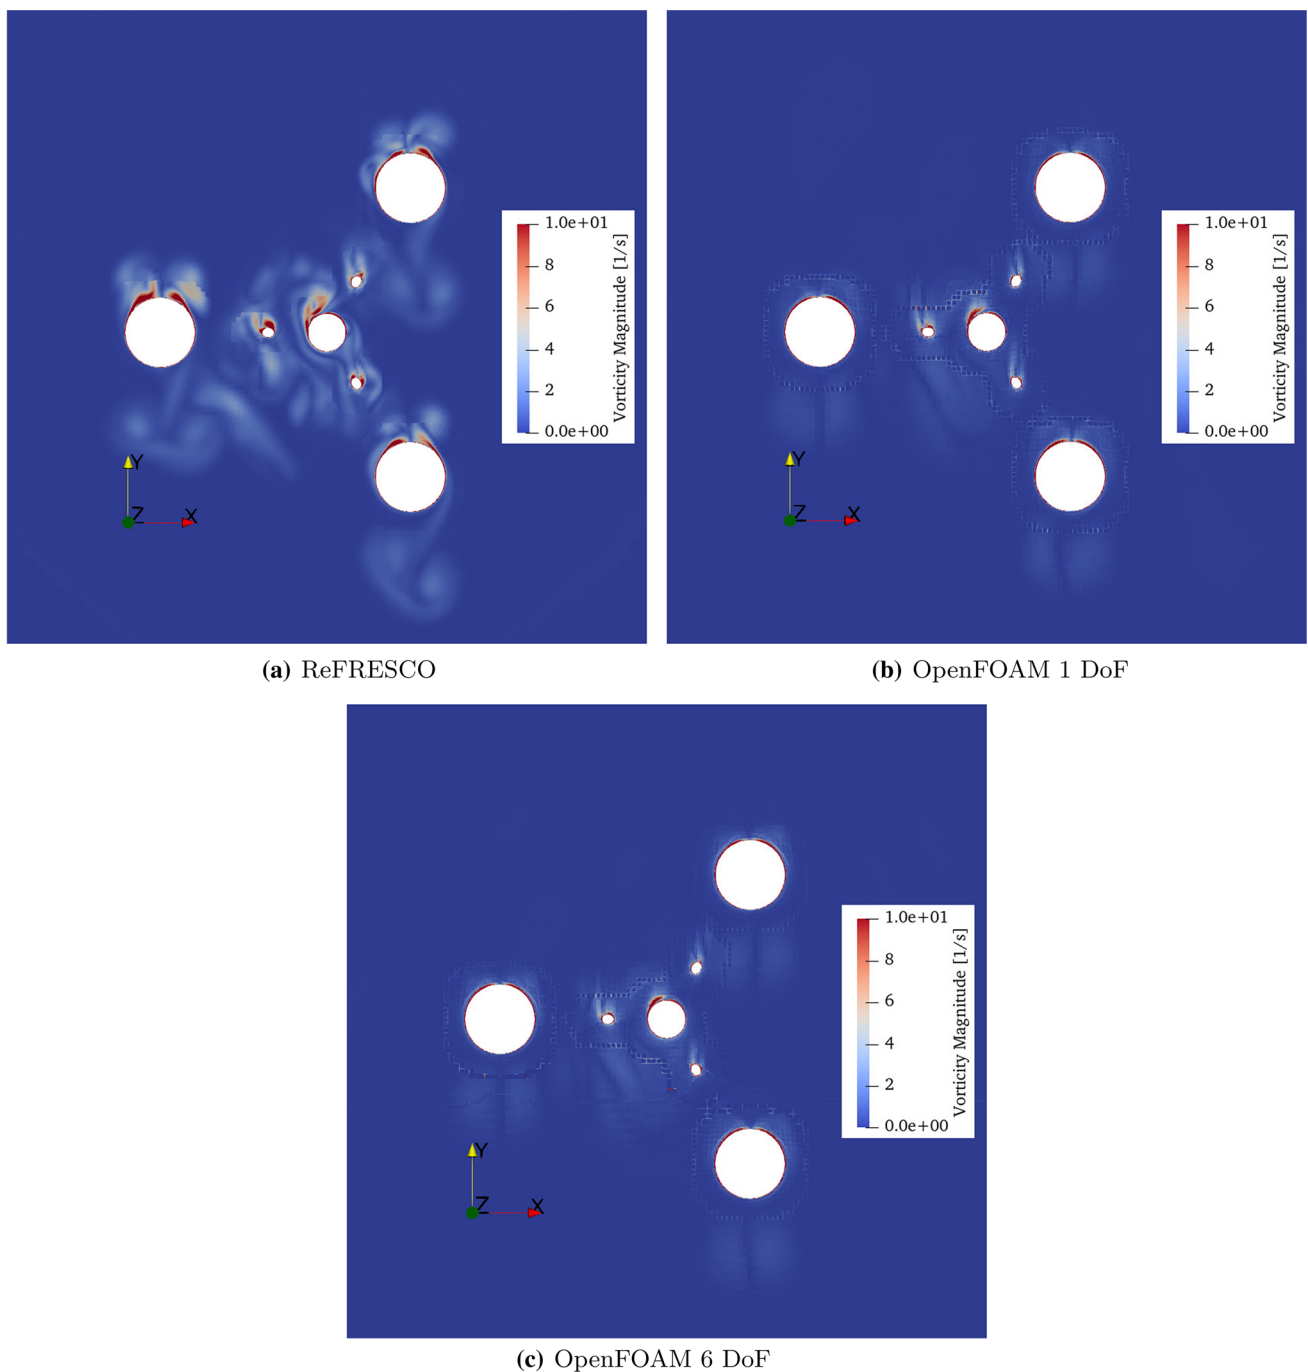 1.0e+01
8
6
4
2
0.0e+00
Vorticity Magnitude [1/s]
Y
Z
X
(a) ReFRESCO
1.0e+01
8
6
4
2
0.0e+00
Vorticity Magnitude [1/s]
Y
Z
X
(b) OpenFOAM 1 DoF
1.0e+01
8
6
4
2
0.0e+00
Vorticity Magnitude [1/s]
Y
Z
X
(c) OpenFOAM 6 DoF